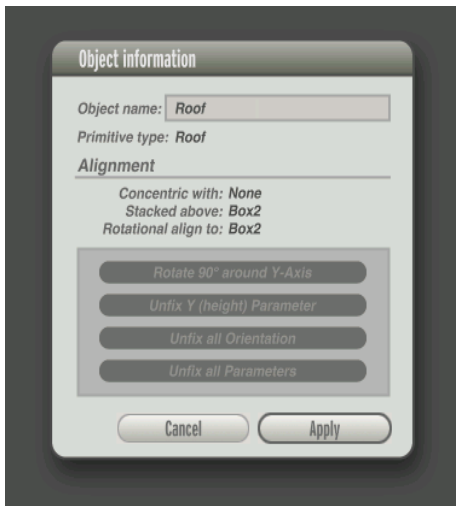 Object information
Object name: Roof
Primitive type: Roof
Alignment
Concentric with: None
Stacked above: Box2
Rotational align to: Box2
Rotate 90° around Y-Axis
Unfix Y (height) Parameter
Unfix all Orientation
Unfix all Parameters
Cancel Apply